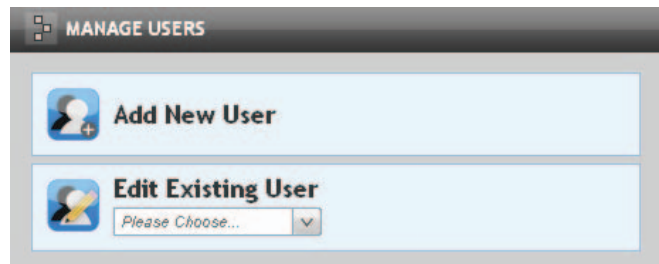 MANAGE USERS
Add New User
Edit Existing User
Please Choose...